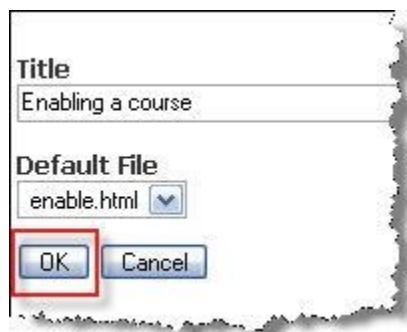 Title
Enabling a course
Default File
enable.html
OK Cancel